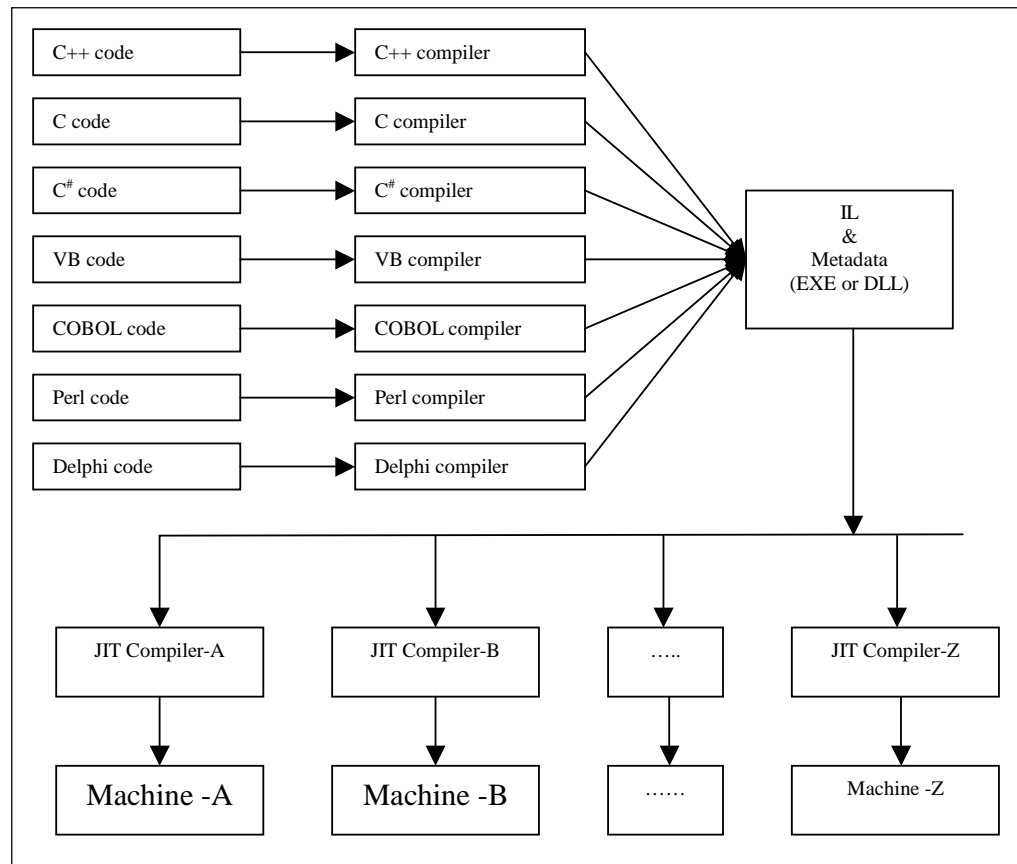 C++ code
C++ compiler
C code
C compiler
C# code
C# compiler
VB code
VB compiler
COBOL code
COBOL compiler
Perl code
Perl compiler
Delphi code
Delphi compiler
IL
&
Metadata
(EXE or DLL)
JIT Compiler-A
JIT Compiler-B
…..
JIT Compiler-Z
Machine -A
Machine -B
……
Machine -Z